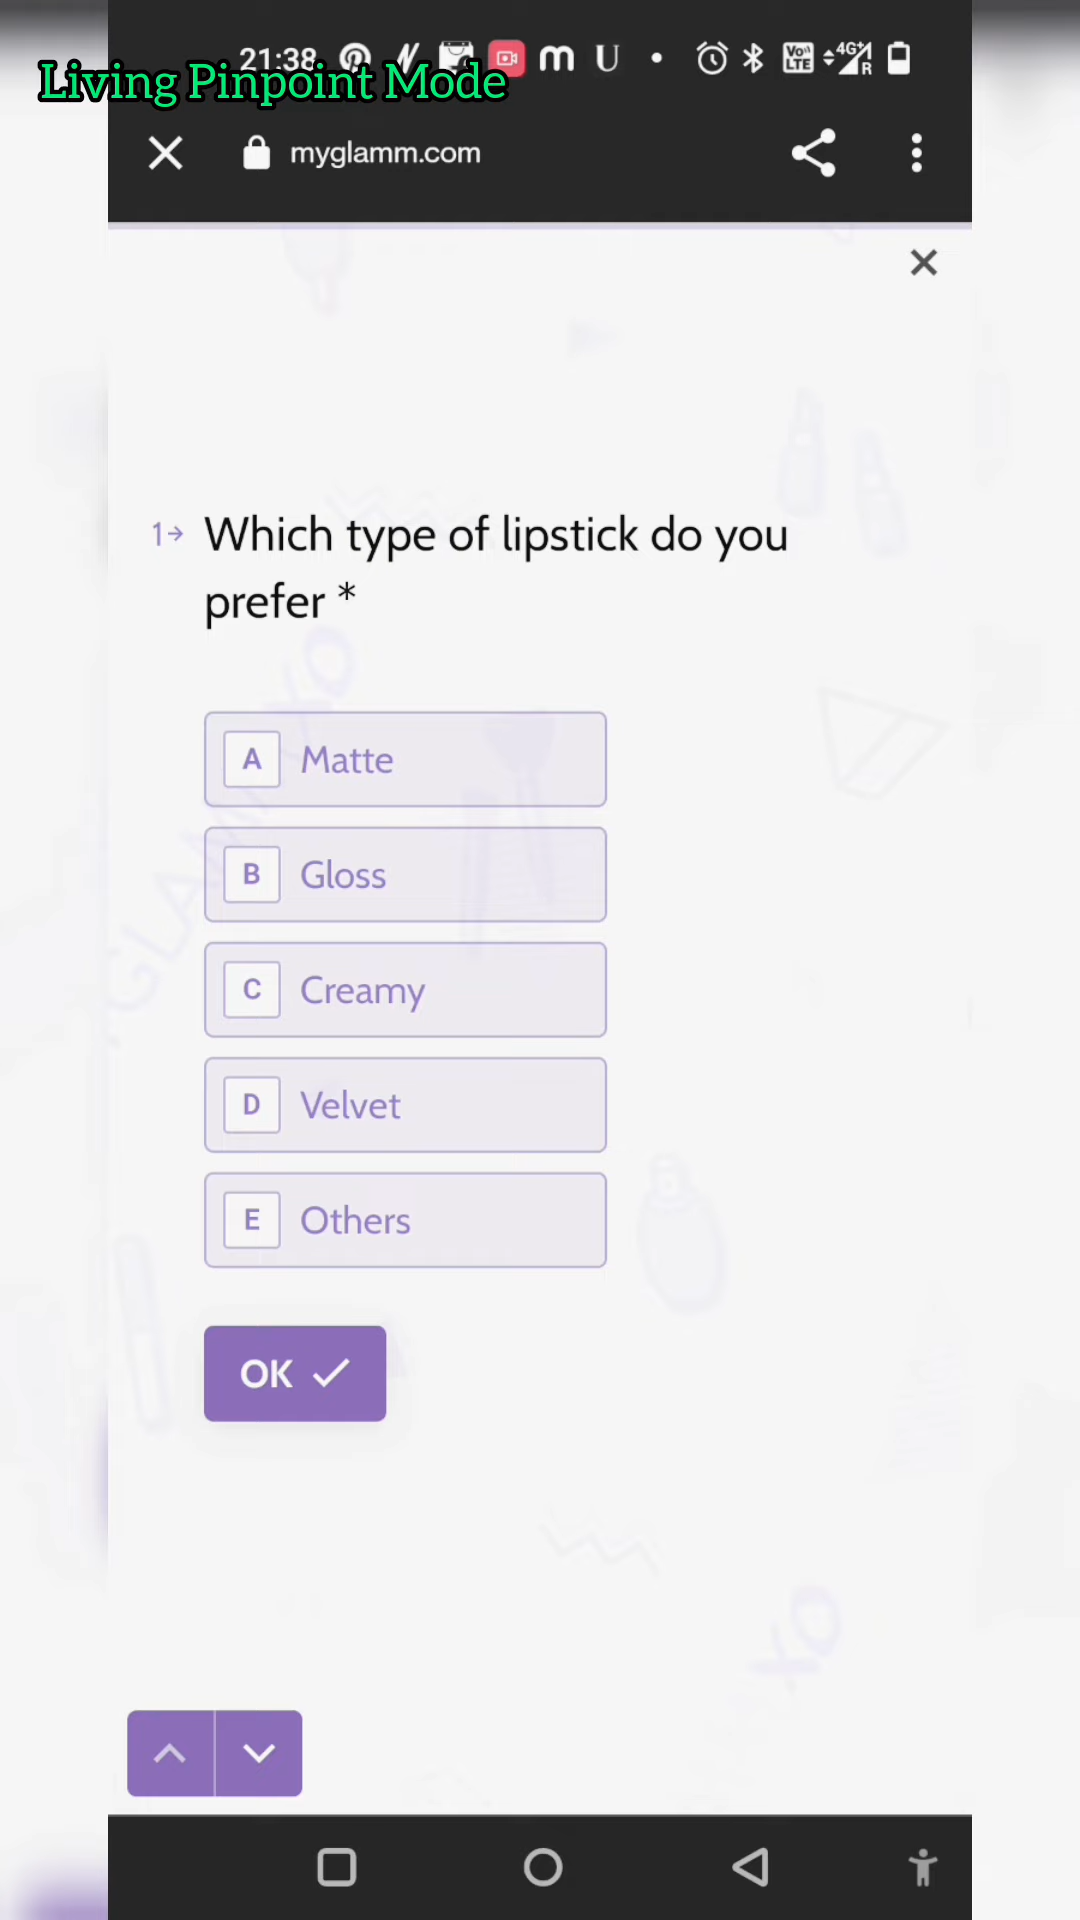 21:38
Living Pinpoint Mode
myglamm.com
1→ Which type of lipstick do you
prefer *
A Matte
B Gloss
C Creamy
D Velvet
E Others
OK